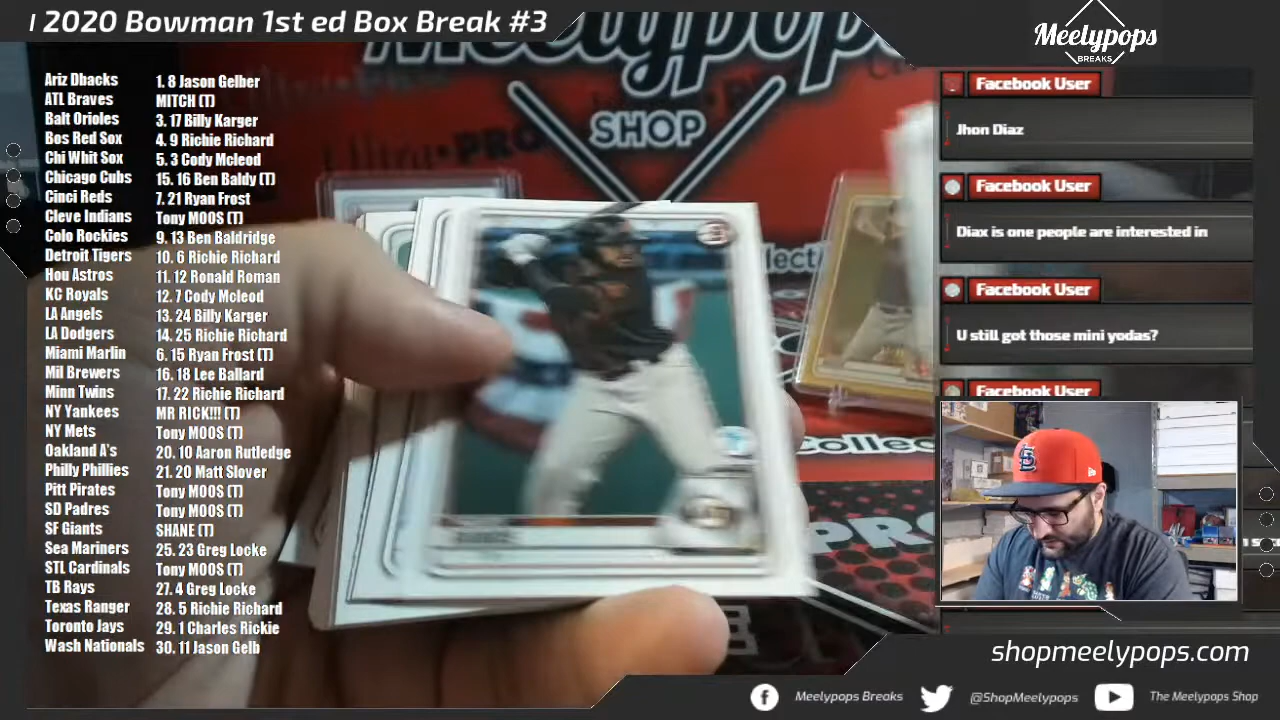 2020 Bowman 1st ed Box Break #3
Meelypops
BREAKS
Meelypops
SHOP
Ariz Dbacks 1. 8 Jason Gelber
ATL Braves MITCH (T)
Balt Orioles 3. 17 Billy Karger
Bos Red Sox 4. 9 Richie Richard
Chi Whit Sox 5. 3 Cody Mcleod
Chicago Cubs 15. 16 Ben Baldy (T)
Cinci Reds 7. 21 Ryan Frost
Cleve Indians Tony MOOS (T)
Colo Rockies 9. 13 Ben Baldridge
Detroit Tigers 10. 6 Richie Richard
Hou Astros 11. 12 Ronald Roman
KC Royals 12. 7 Cody Mcleod
LA Angels 13. 24 Billy Karger
LA Dodgers 14. 25 Richie Richard
Miami Marlin 6. 15 Ryan Frost (T)
Mil Brewers 16. 18 Lee Ballard
Minn Twins 17. 22 Richie Richard
NY Yankees MR RICK!!! (T)
NY Mets Tony MOOS (T)
Oakland A's 20. 10 Aaron Rutledge
Philly Phillies 21. 20 Matt Slover
Pitt Pirates Tony MOOS (T)
SD Padres Tony MOOS (T)
SF Giants SHANE (T)
Sea Mariners 25. 23 Greg Locke
STL Cardinals Tony MOOS (T)
TB Rays 27. 4 Greg Locke
Texas Ranger 28. 5 Richie Richard
Toronto Jays 29. 1 Charles Rickie
Wash Nationals 30. 11 Jason Gelb
Facebook User
Jhon Diaz
Facebook User
Diax is one people are interested in
Facebook User
U still got those mini yodas?
Facebook User
shopmeelypops.com
Meelypops Breaks
@ShopMeelypops
The Meelypops Shop